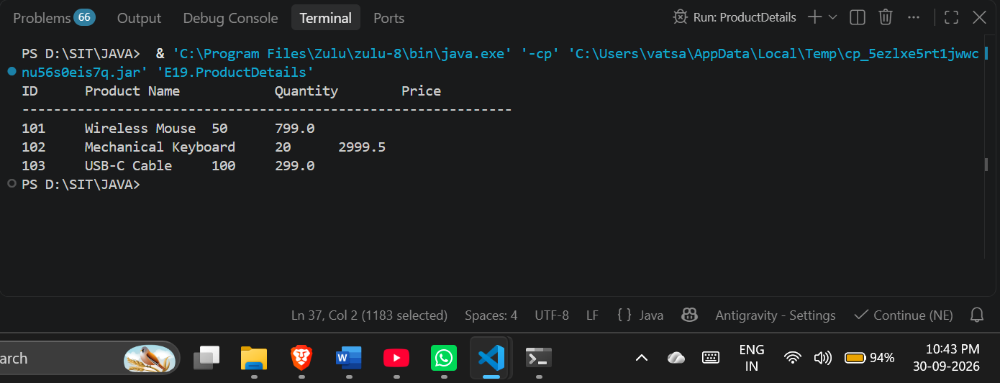 Problems 66 Output Debug Console Terminal Ports Run: ProductDetails
PS D:\SIT\JAVA>  & 'C:\Program Files\Zulu\zulu-8\bin\java.exe' '-cp' 'C:\Users\vatsa\AppData\Local\Temp\cp_5ezlxe5rt1jwwc
nu56s0eis7q.jar' 'E19.ProductDetails'
ID      Product Name            Quantity        Price
--------------------------------------------------------------
101     Wireless Mouse  50      799.0
102     Mechanical Keyboard     20      2999.5
103     USB-C Cable     100     299.0
PS D:\SIT\JAVA>
Ln 37, Col 2 (1183 selected) Spaces: 4 UTF-8 LF { } Java Antigravity - Settings Continue (NE)
arch
W
ENG
IN
94%
10:43 PM
30-09-2026